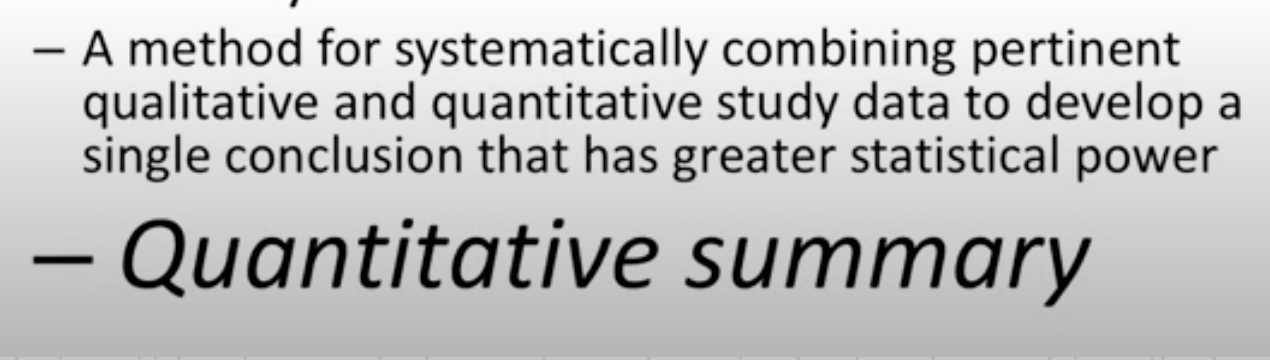 – A method for systematically combining pertinent
qualitative and quantitative study data to develop a
single conclusion that has greater statistical power
– Quantitative summary